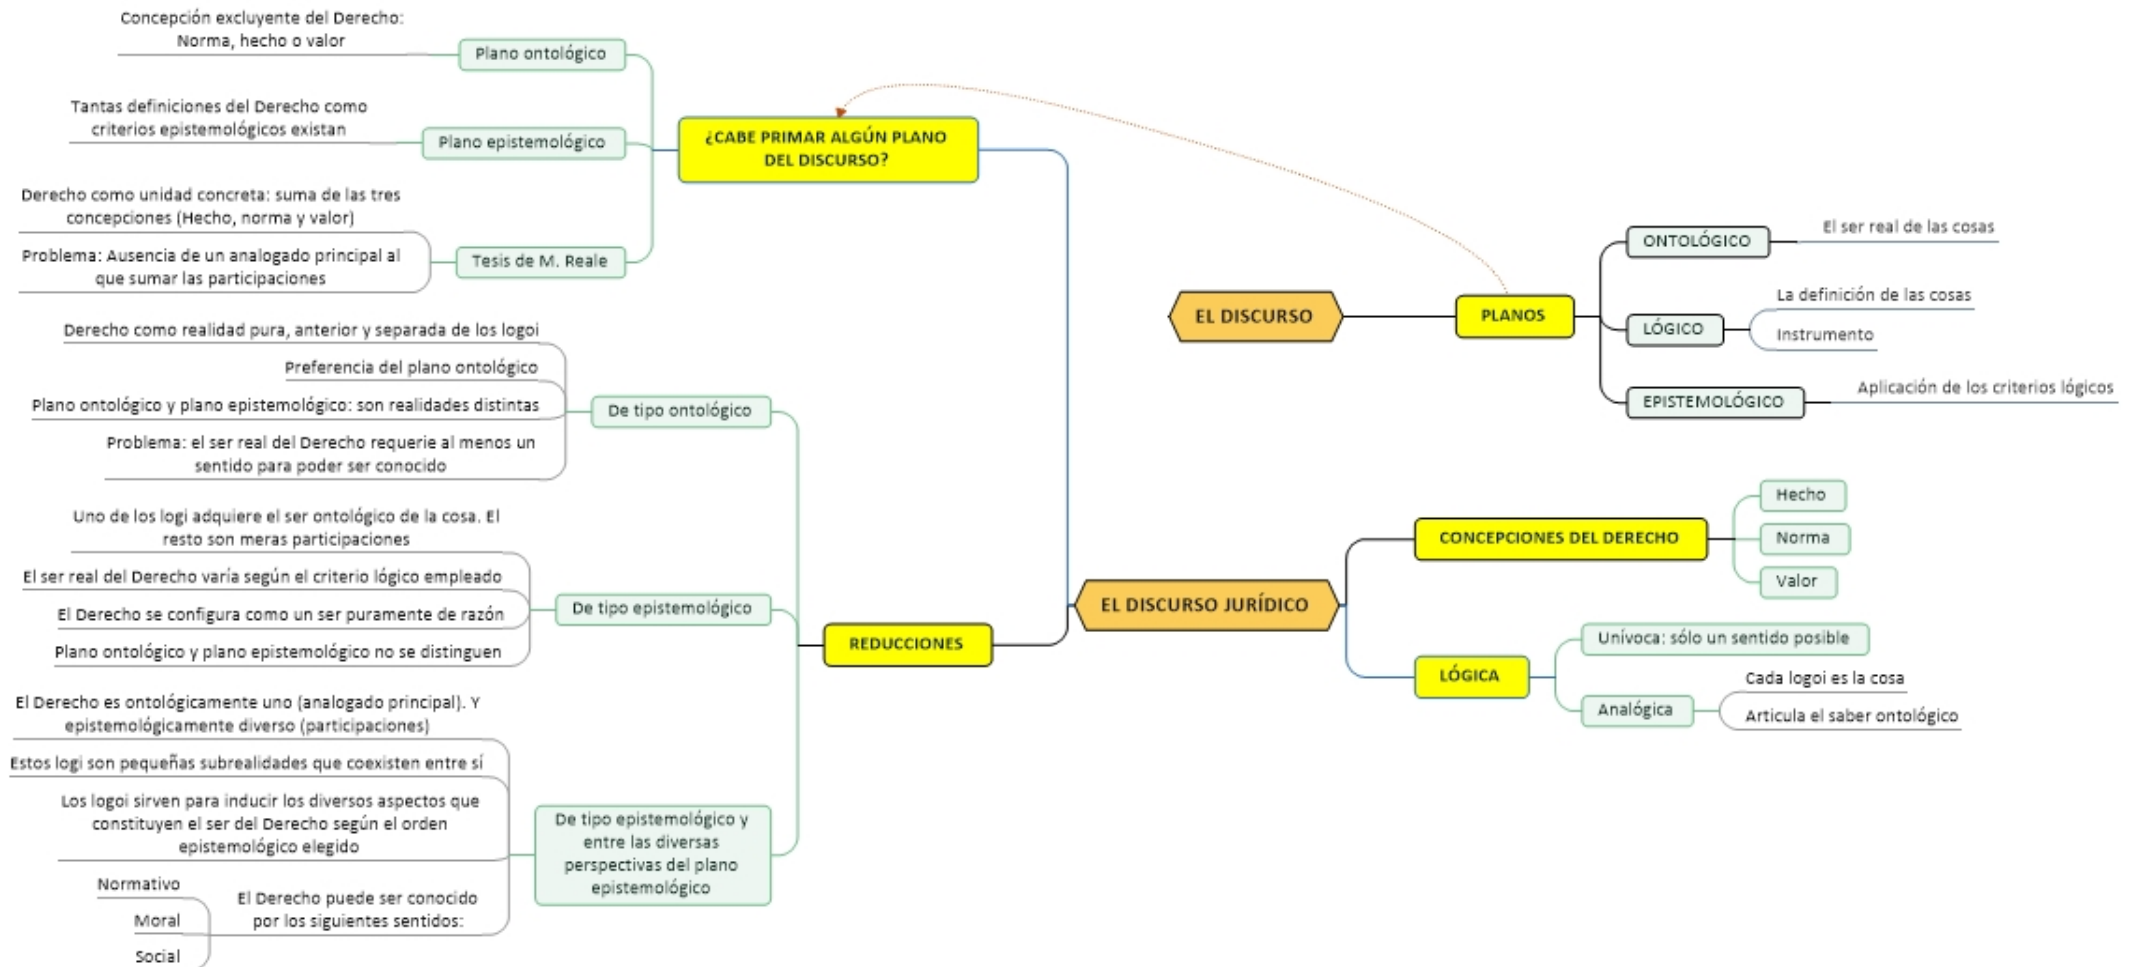 Concepción excluyente del Derecho:
Norma, hecho o valor
Plano ontológico
Tantas definiciones del Derecho como
criterios epistemológicos existan
Plano epistemológico
Derecho como unidad concreta: suma de las tres
concepciones (Hecho, norma y valor)
Problema: Ausencia de un analogado principal al
que sumar las participaciones
Tesis de M. Reale
¿CABE PRIMAR ALGÚN PLANO
DEL DISCURSO?
EL DISCURSO
PLANOS
ONTOLÓGICO
El ser real de las cosas
LÓGICO
La definición de las cosas
Instrumento
EPISTEMOLÓGICO
Aplicación de los criterios lógicos
Derecho como realidad pura, anterior y separada de los logoi
Preferencia del plano ontológico
Plano ontológico y plano epistemológico: son realidades distintas
Problema: el ser real del Derecho requerie al menos un
sentido para poder ser conocido
De tipo ontológico
Uno de los logi adquiere el ser ontológico de la cosa. El
resto son meras participaciones
El ser real del Derecho varía según el criterio lógico empleado
El Derecho se configura como un ser puramente de razón
Plano ontológico y plano epistemológico no se distinguen
De tipo epistemológico
El Derecho es ontológicamente uno (analogado principal). Y
epistemológicamente diverso (participaciones)
Estos logi son pequeñas subrealidades que coexisten entre sí
Los logoi sirven para inducir los diversos aspectos que
constituyen el ser del Derecho según el orden
epistemológico elegido
Normativo
Moral
Social
El Derecho puede ser conocido
por los siguientes sentidos:
De tipo epistemológico y
entre las diversas
perspectivas del plano
epistemológico
REDUCCIONES
EL DISCURSO JURÍDICO
CONCEPCIONES DEL DERECHO
Hecho
Norma
Valor
LÓGICA
Unívoca: sólo un sentido posible
Analógica
Cada logoi es la cosa
Articula el saber ontológico